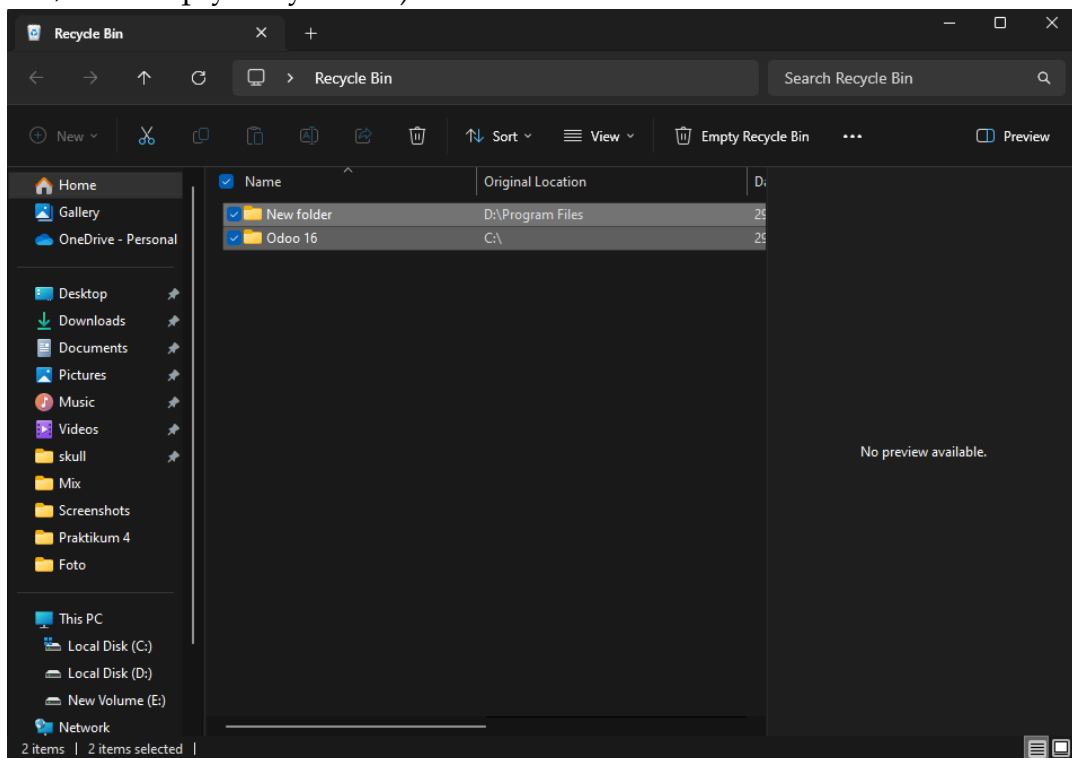 Recycle Bin
Recycle Bin
Search Recycle Bin
New
Sort
View
Empty Recycle Bin
Preview
Home
Gallery
OneDrive - Personal
Desktop
Downloads
Documents
Pictures
Music
Videos
skull
Mix
Screenshots
Praktikum 4
Foto
This PC
Local Disk (C:)
Local Disk (D:)
New Volume (E:)
Network
Name Original Location
New folder D:\Program Files 29
Odoo 16 C:\ 29
No preview available.
2 items | 2 items selected |